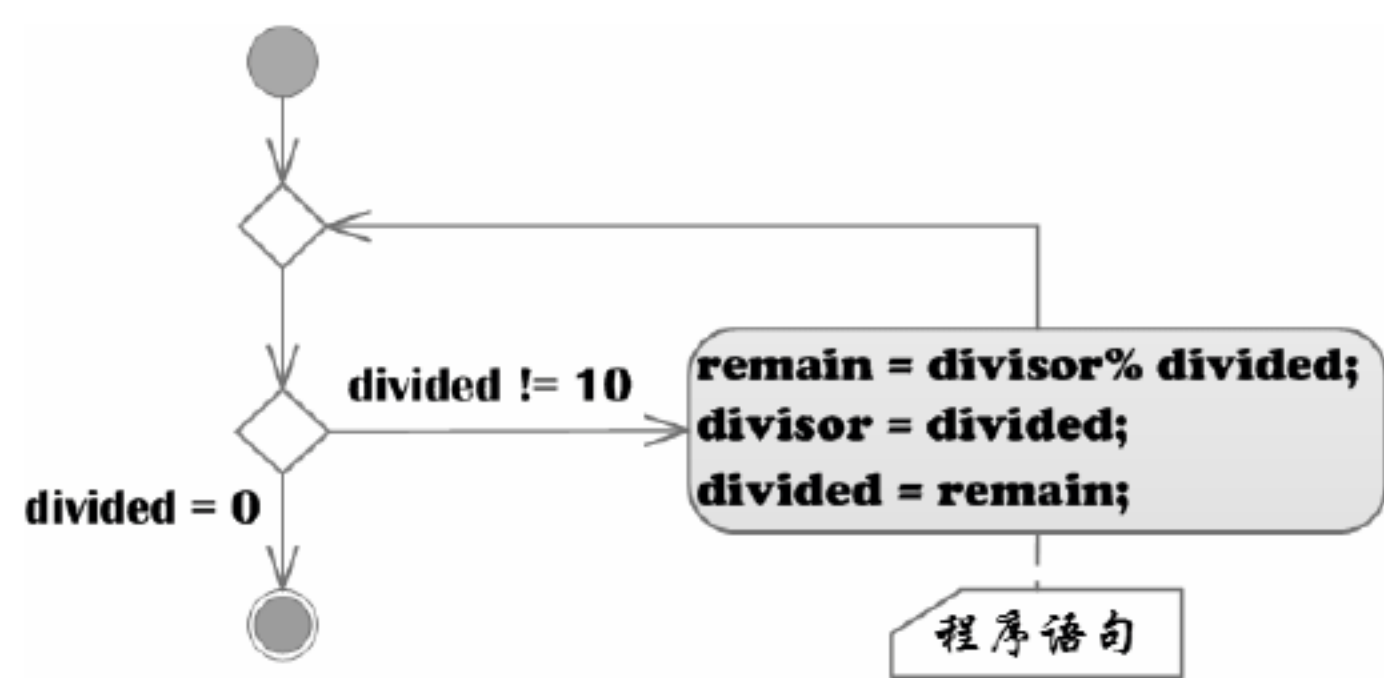 divided != 10
remain = divisor% divided;
divisor = divided;
divided = remain;
divided = 0
程序语句